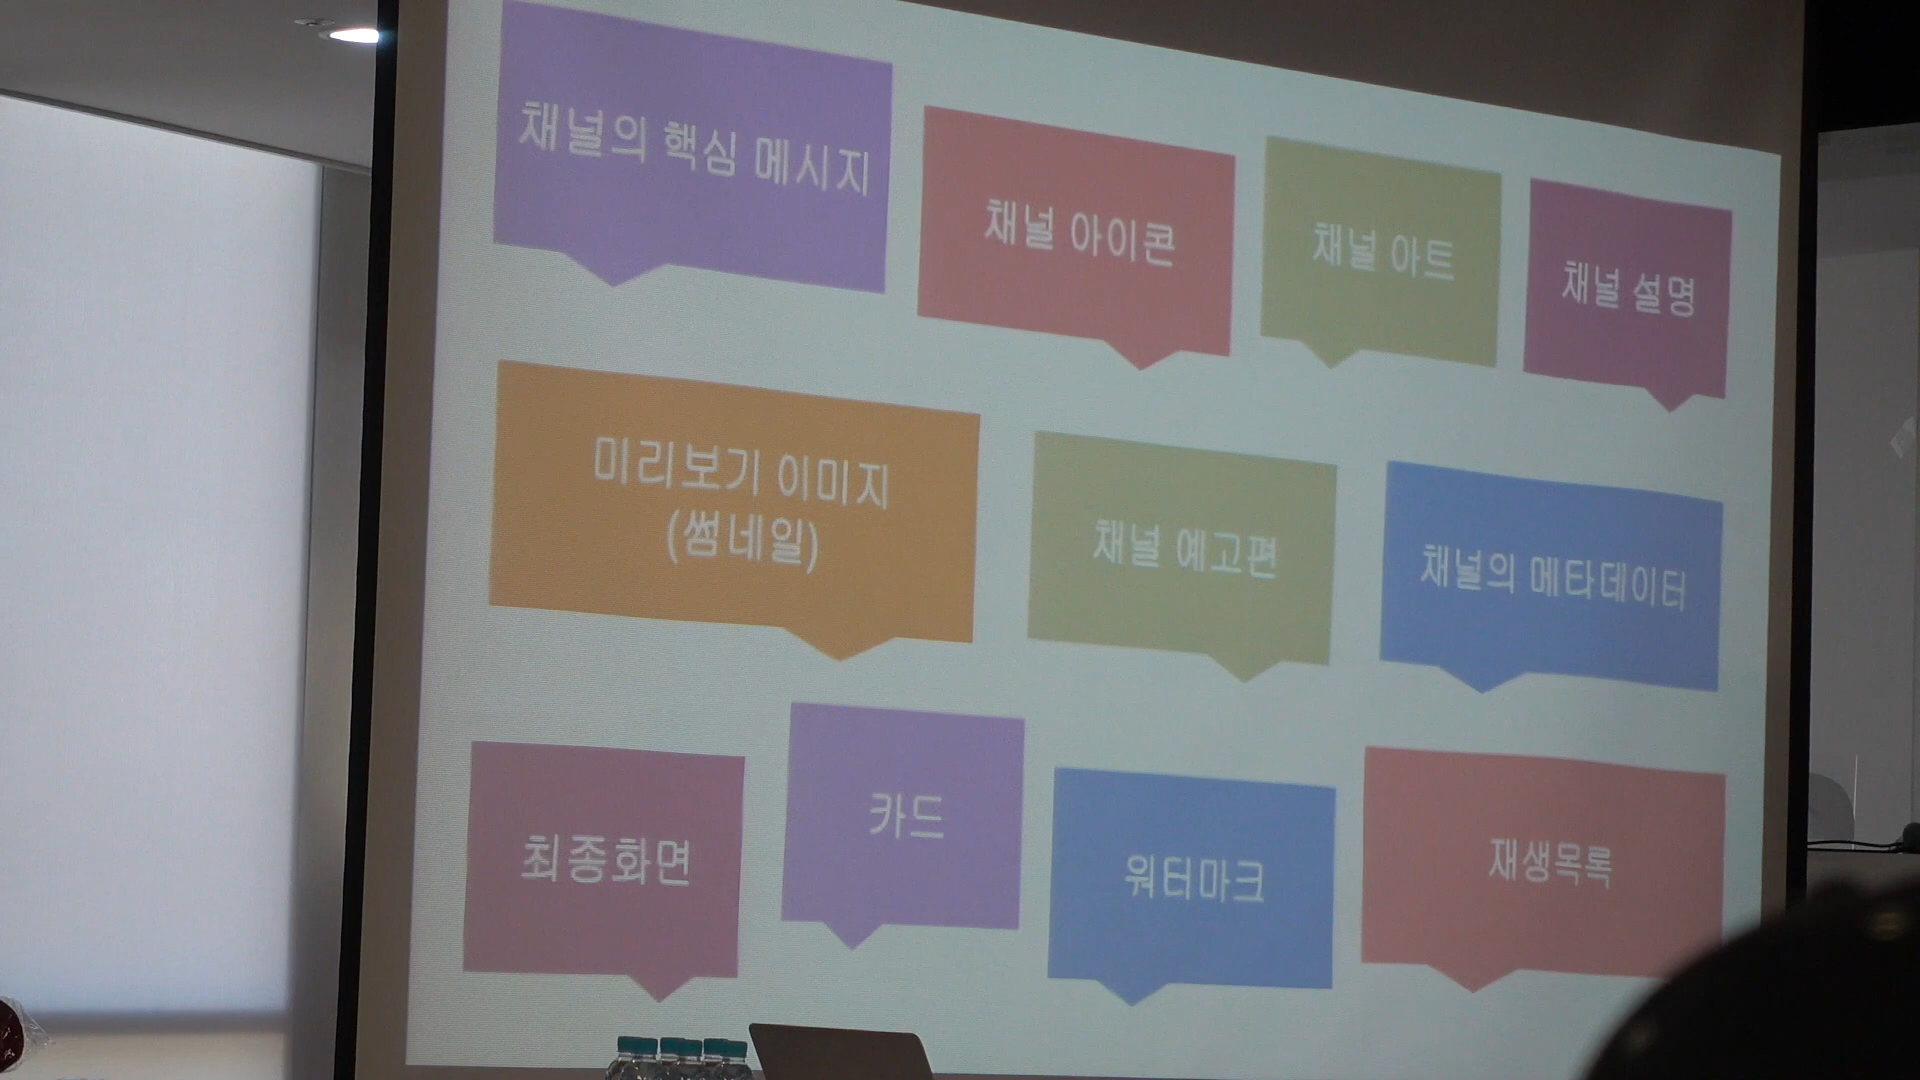 채널의 핵심 메시지
채널 아이콘
채널 아트
채널 설명
미리보기 이미지
(썸네일)
채널 예고편
채널의 메타데이터
최종화면
카드
워터마크
재생목록